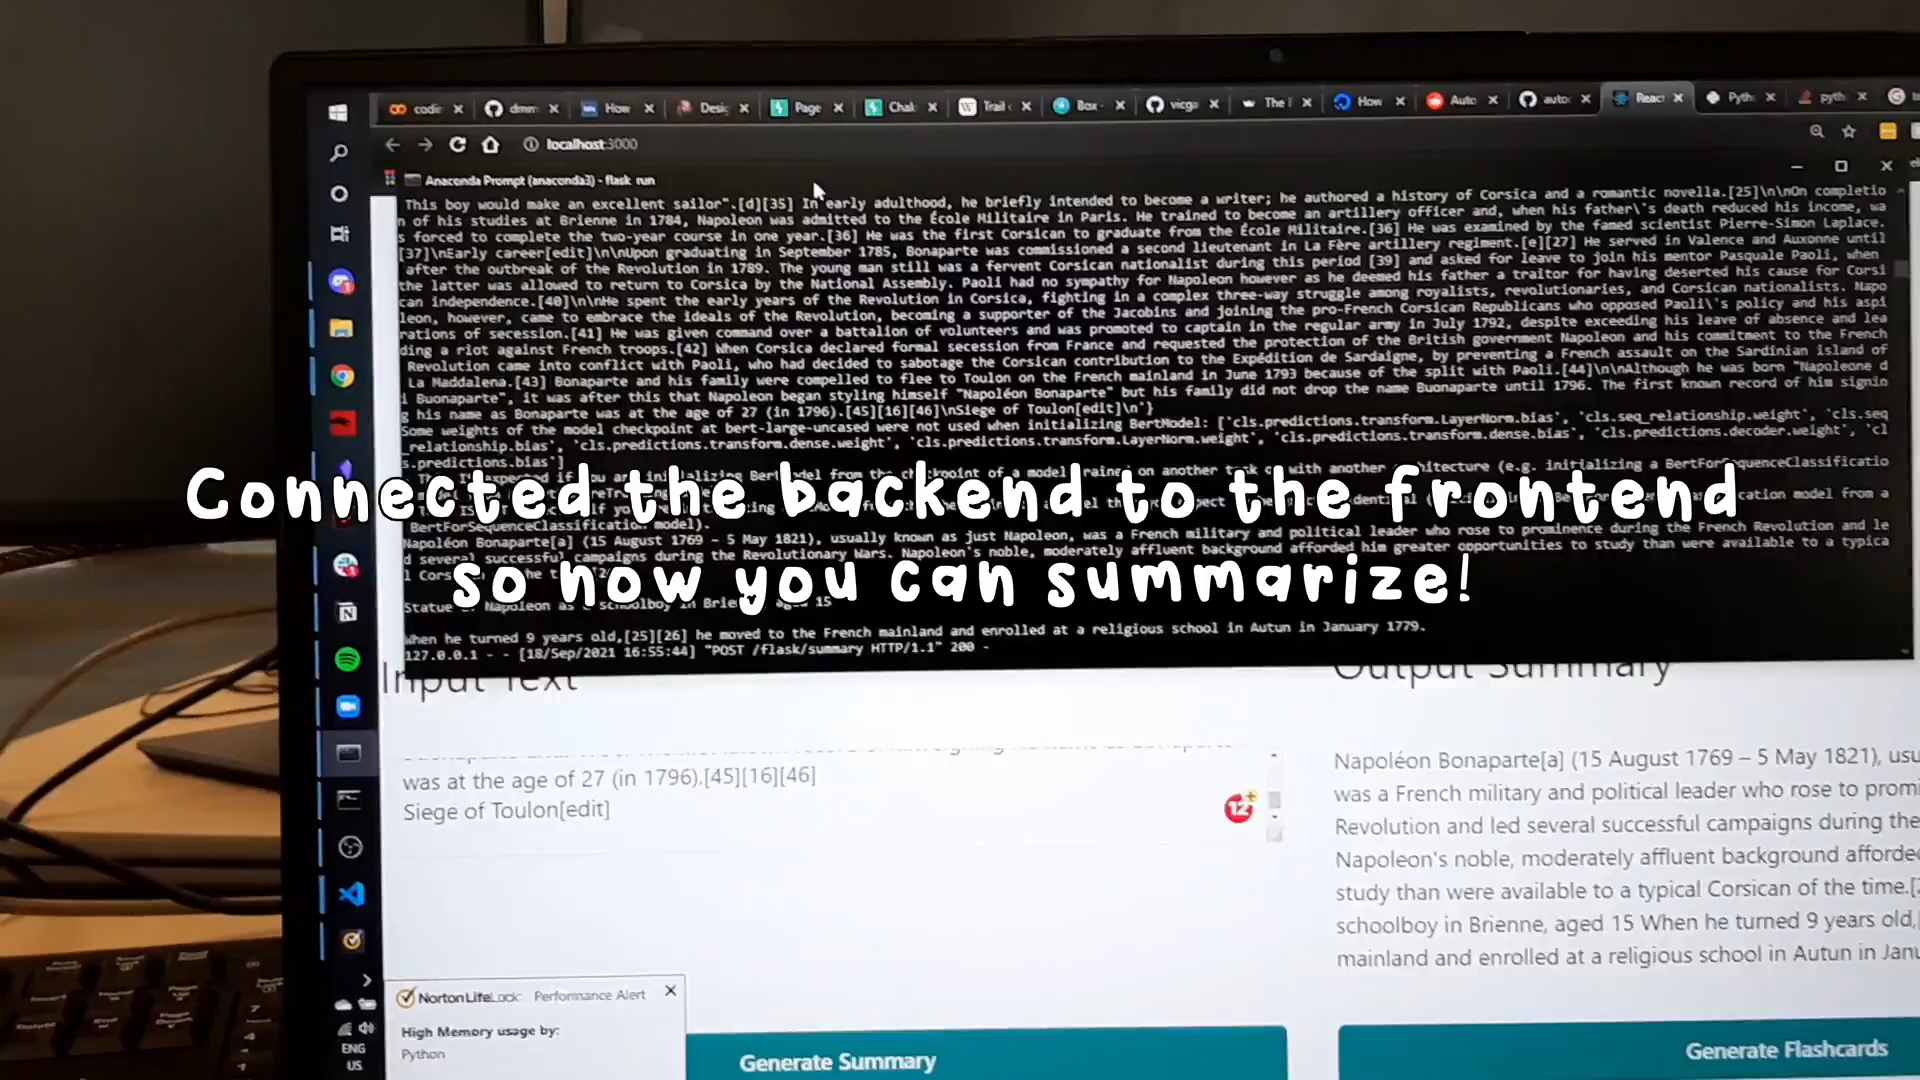 codin
dmm
How
Desig
Page
Chal
Trail
Box -
vicga
The
How
Auto
auto
React
Pyth
pyth
localhost:3000
Anaconda Prompt (anaconda3) - flask run
This boy would make an excellent sailor".[d][35] In early adulthood, he briefly intended to become a writer; he authored a history of Corsica and a romantic novella.[25]\n\nOn completio
n of his studies at Brienne in 1784, Napoleon was admitted to the École Militaire in Paris. He trained to become an artillery officer and, when his father\'s death reduced his income, wa
s forced to complete the two-year course in one year.[36] He was the first Corsican to graduate from the École Militaire.[36] He was examined by the famed scientist Pierre-Simon Laplace.
[37]\nEarly career[edit]\n\nUpon graduating in September 1785, Bonaparte was commissioned a second lieutenant in La Fère artillery regiment.[e][27] He served in Valence and Auxonne until
after the outbreak of the Revolution in 1789. The young man still was a fervent Corsican nationalist during this period [39] and asked for leave to join his mentor Pasquale Paoli, when
the latter was allowed to return to Corsica by the National Assembly. Paoli had no sympathy for Napoleon however as he deemed his father a traitor for having deserted his cause for Corsi
can independence.[40]\n\nHe spent the early years of the Revolution in Corsica, fighting in a complex three-way struggle among royalists, revolutionaries, and Corsican nationalists. Napo
leon, however, came to embrace the ideals of the Revolution, becoming a supporter of the Jacobins and joining the pro-French Corsican Republicans who opposed Paoli\'s policy and his aspi
rations of secession.[41] He was given command over a battalion of volunteers and was promoted to captain in the regular army in July 1792, despite exceeding his leave of absence and lea
ding a riot against French troops.[42] When Corsica declared formal secession from France and requested the protection of the British government Napoleon and his commitment to the French
Revolution came into conflict with Paoli, who had decided to sabotage the Corsican contribution to the Expédition de Sardaigne, by preventing a French assault on the Sardinian island of
La Maddalena.[43] Bonaparte and his family were compelled to flee to Toulon on the French mainland in June 1793 because of the split with Paoli.[44]\n\nAlthough he was born "Napoleone d
i Buonaparte", it was after this that Napoleon began styling himself "Napoléon Bonaparte" but his family did not drop the name Buonaparte until 1796. The first known record of him signin
g his name as Bonaparte was at the age of 27 (in 1796).[45][16][46]\nSiege of Toulon[edit]\n'}
Some weights of the model checkpoint at bert-large-uncased were not used when initializing BertModel: ['cls.predictions.transform.LayerNorm.bias', 'cls.seq_relationship.weight', 'cls.seq
_relationship.bias', 'cls.predictions.transform.dense.weight', 'cls.predictions.transform.LayerNorm.weight', 'cls.predictions.transform.dense.bias', 'cls.predictions.decoder.weight', 'cl
s.predictions.bias']
Connected the backend to the frontend
so now you can summarize!
BertForSequenceClassification model).
Napoléon Bonaparte[a] (15 August 1769 – 5 May 1821), usually known as just Napoleon, was a French military and political leader who rose to prominence during the French Revolution and le
d several successful campaigns during the Revolutionary Wars. Napoleon's noble, moderately affluent background afforded him greater opportunities to study than were available to a typica
Statue of Napoleon as a schoolboy in Brienne, aged 15
When he turned 9 years old,[25][26] he moved to the French mainland and enrolled at a religious school in Autun in January 1779.
127.0.0.1 - - [18/Sep/2021 16:55:44] "POST /flask/summary HTTP/1.1" 200 -
Input Text
was at the age of 27 (in 1796).[45][16][46]
Siege of Toulon[edit]
12+
Output Summary
Napoléon Bonaparte[a] (15 August 1769 – 5 May 1821), usu
was a French military and political leader who rose to promi
Revolution and led several successful campaigns during the
Napoleon's noble, moderately affluent background afforde
study than were available to a typical Corsican of the time.[
schoolboy in Brienne, aged 15 When he turned 9 years old,
mainland and enrolled at a religious school in Autun in Janu
NortonLifeLock Performance Alert
High Memory usage by:
Python
Generate Summary
Generate Flashcards
ENG
US